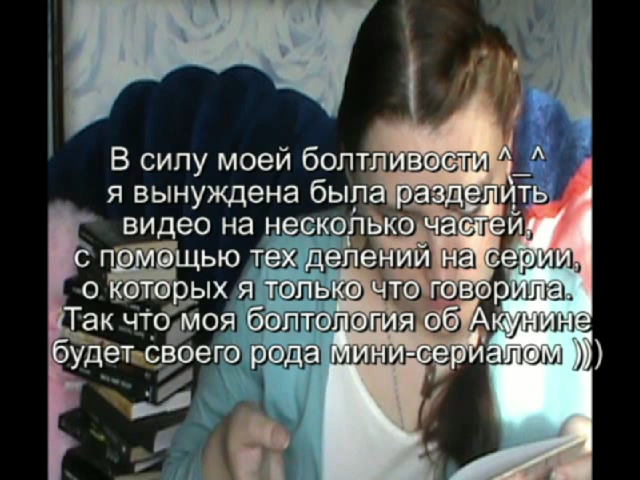 В силу моей болтливости ^_^
я вынуждена была разделить
видео на несколько частей,
с помощью тех делений на серии,
о которых я только что говорила.
Так что моя болтология об Акунине
будет своего рода мини-сериалом )))